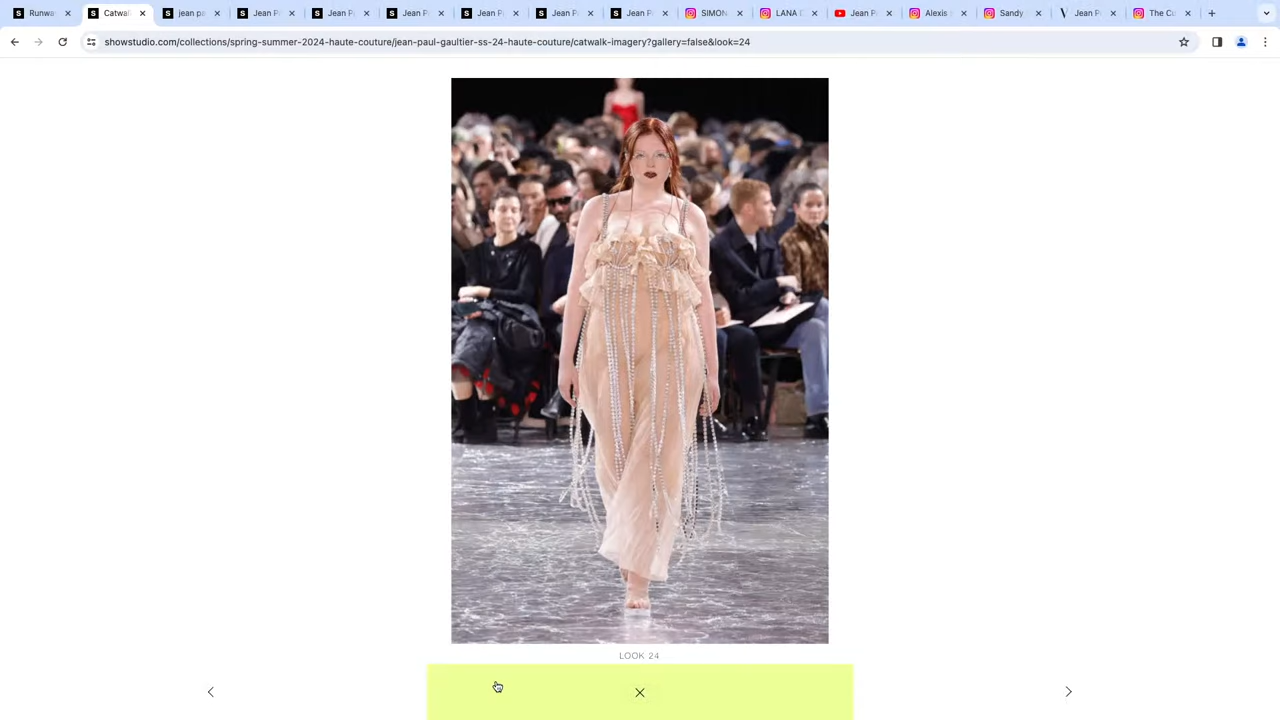 Runwa
Catwal
jean pa
Jean P
Jean P
Jean P
Jean P
Jean P
Jean P
SIMON
LANA D
Jean P
Alexis
Sandy
Jean P
The Cu
showstudio.com/collections/spring-summer-2024-haute-couture/jean-paul-gaultier-ss-24-haute-couture/catwalk-imagery?gallery=false&look=24
LOOK 24